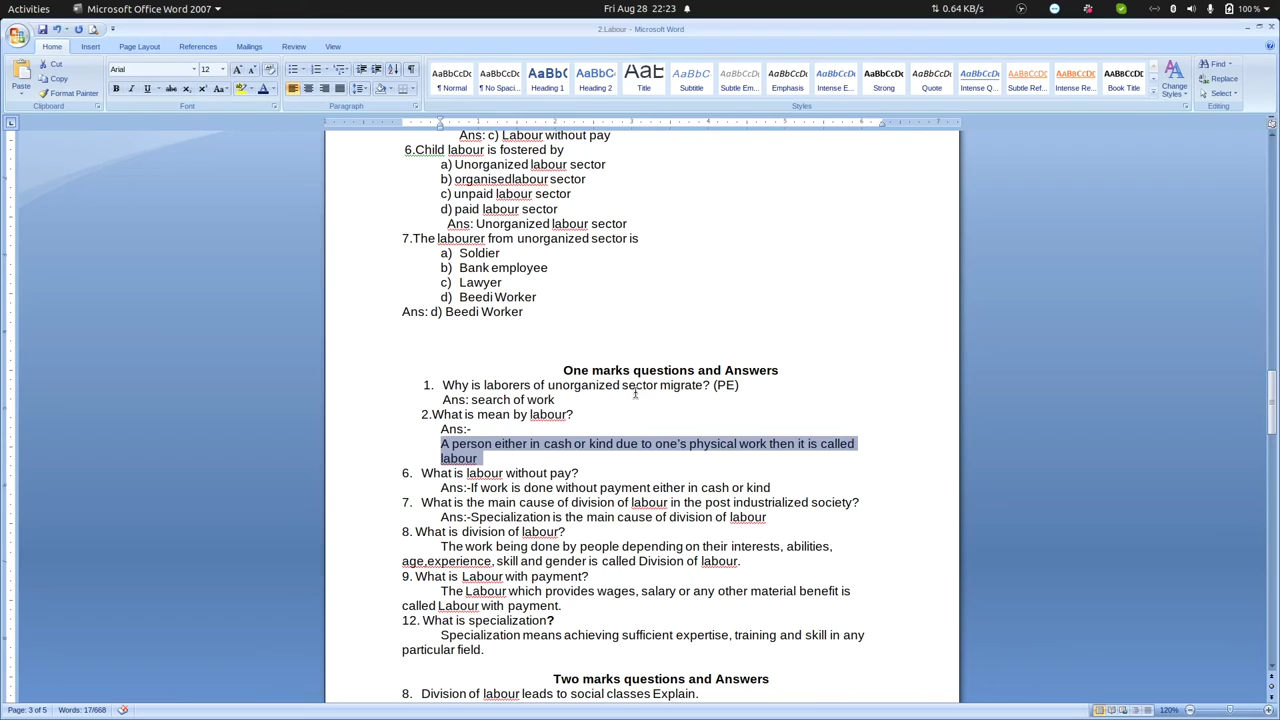 Activities Microsoft Office Word 2007 Fri Aug 28 22:23 0.64 KB/s 100 %
2.Labour - Microsoft Word
Home Insert Page Layout References Mailings Review View
Cut
Copy
Format Painter
Paste
Clipboard
Arial 12
Font
Paragraph
AaBbCcDc AaBbCcDc AaBbCc AaBbCc AaB AaBbCc. AaBbCcDc AaBbCcDc AaBbCcDc AaBbCcDc AaBbCcDc AaBbCcDc AaBbCcDc AaBbCcDc AaBbCcDc
¶ Normal ¶ No Spaci... Heading 1 Heading 2 Title Subtitle Subtle Em... Emphasis Intense E... Strong Quote Intense Q... Subtle Ref... Intense Re... Book Title
Change Styles
Styles
Find
Replace
Select
Editing
Ans: c) Labour without pay
6.Child labour is fostered by
a) Unorganized labour sector
b) organisedlabour sector
c) unpaid labour sector
d) paid labour sector
Ans: Unorganized labour sector
7.The labourer from unorganized sector is
a) Soldier
b) Bank employee
c) Lawyer
d) Beedi Worker
Ans: d) Beedi Worker
One marks questions and Answers
1. Why is laborers of unorganized sector migrate? (PE)
Ans: search of work
2.What is mean by labour?
Ans:-
A person either in cash or kind due to one's physical work then it is called
labour
6. What is labour without pay?
Ans:-If work is done without payment either in cash or kind
7. What is the main cause of division of labour in the post industrialized society?
Ans:-Specialization is the main cause of division of labour
8. What is division of labour?
The work being done by people depending on their interests, abilities,
age,experience, skill and gender is called Division of labour.
9. What is Labour with payment?
The Labour which provides wages, salary or any other material benefit is
called Labour with payment.
12. What is specialization?
Specialization means achieving sufficient expertise, training and skill in any
particular field.
Two marks questions and Answers
8. Division of labour leads to social classes Explain.
Page: 3 of 5 Words: 17/668 120%